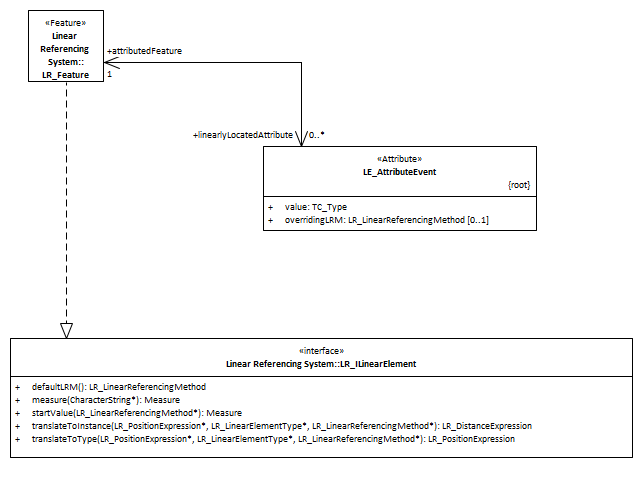 «Feature»
Linear
Referencing
System::
LR_Feature
+attributedFeature
1
+linearlyLocatedAttribute
0..*
«Attribute»
LE_AttributeEvent
{root}
+ value: TC_Type
+ overridingLRM: LR_LinearReferencingMethod [0..1]
«interface»
Linear Referencing System::LR_ILinearElement
+ defaultLRM(): LR_LinearReferencingMethod
+ measure(CharacterString*): Measure
+ startValue(LR_LinearReferencingMethod*): Measure
+ translateToInstance(LR_PositionExpression*, LR_LinearElementType*, LR_LinearReferencingMethod*): LR_DistanceExpression
+ translateToType(LR_PositionExpression*, LR_LinearElementType*, LR_LinearReferencingMethod*): LR_PositionExpression